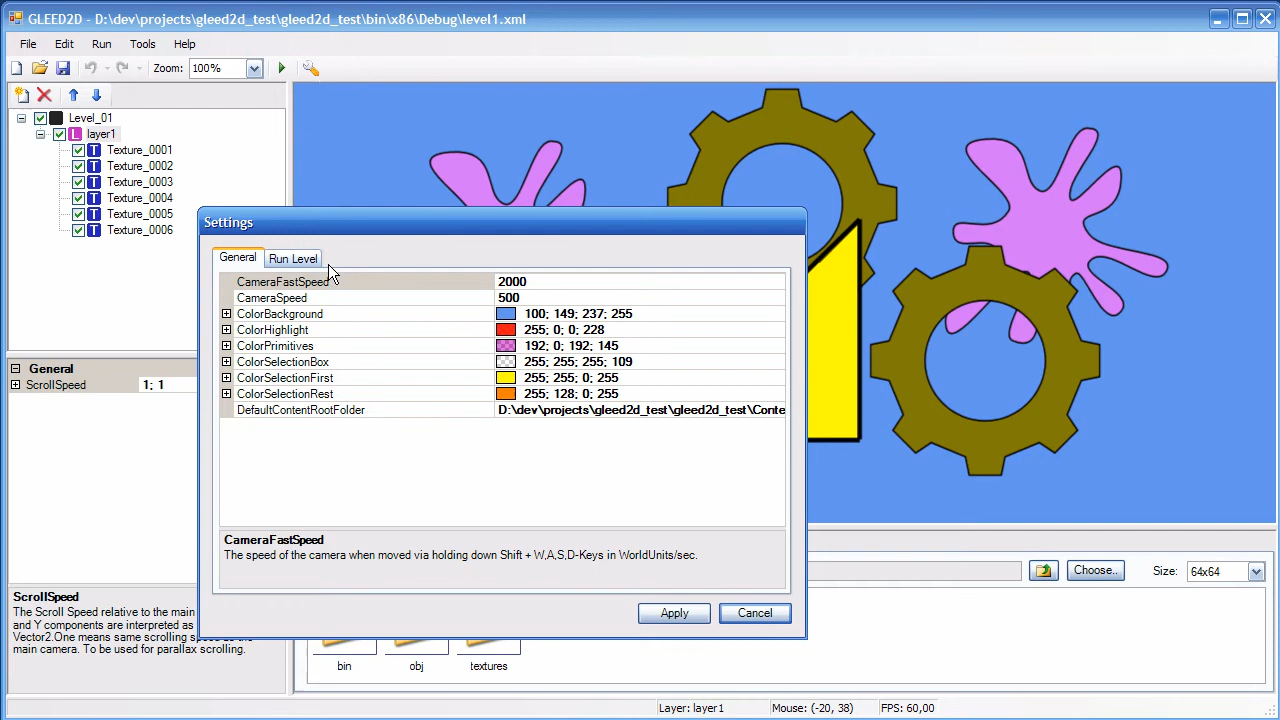 GLEED2D - D:\dev\projects\gleed2d_test\gleed2d_test\bin\x86\Debug\level1.xml
File Edit Run Tools Help
Zoom: 100%
Level_01
L layer1
T Texture_0001
T Texture_0002
T Texture_0003
T Texture_0004
T Texture_0005
T Texture_0006
General
ScrollSpeed 1; 1
ScrollSpeed
The Scroll Speed relative to the main
and Y components are interpreted as
Vector2.One means same scrolling speed as the
main camera. To be used for parallax scrolling.
Settings
General Run Level
CameraFastSpeed 2000
CameraSpeed 500
ColorBackground 100; 149; 237; 255
ColorHighlight 255; 0; 0; 228
ColorPrimitives 192; 0; 192; 145
ColorSelectionBox 255; 255; 255; 109
ColorSelectionFirst 255; 255; 0; 255
ColorSelectionRest 255; 128; 0; 255
DefaultContentRootFolder D:\dev\projects\gleed2d_test\gleed2d_test\Conte
CameraFastSpeed
The speed of the camera when moved via holding down Shift + W,A,S,D-Keys in WorldUnits/sec.
Apply Cancel
Choose.. Size: 64x64
bin obj textures
Layer: layer1 Mouse: (-20, 38) FPS: 60,00